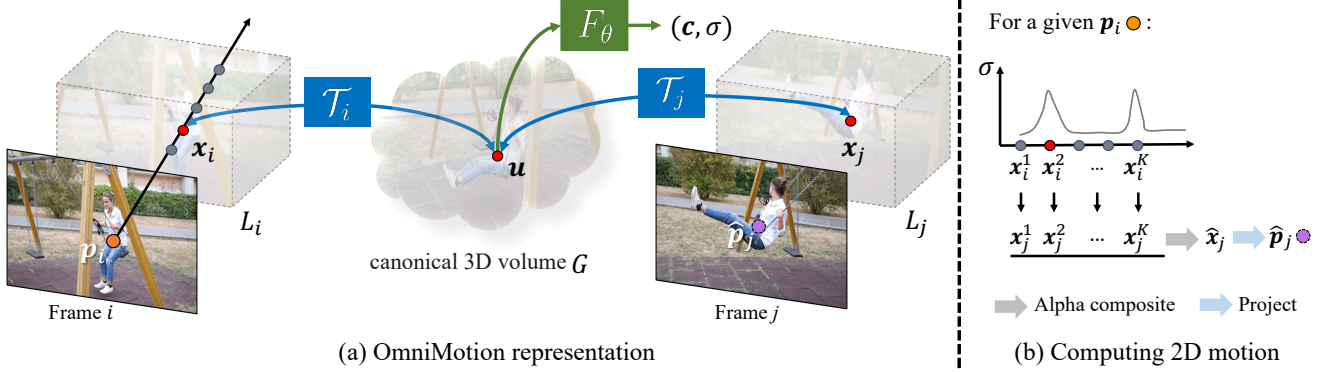 F_θ
(c, σ)
𝒯_i
𝒯_j
x_i
u
x_j
L_i
L_j
p_i
p̂_j
canonical 3D volume G
Frame i
Frame j
(a) OmniMotion representation
For a given p_i :
σ
x_i^1 x_i^2 ... x_i^K
x_j^1 x_j^2 ... x_j^K x̂_j p̂_j
Alpha composite Project
(b) Computing 2D motion